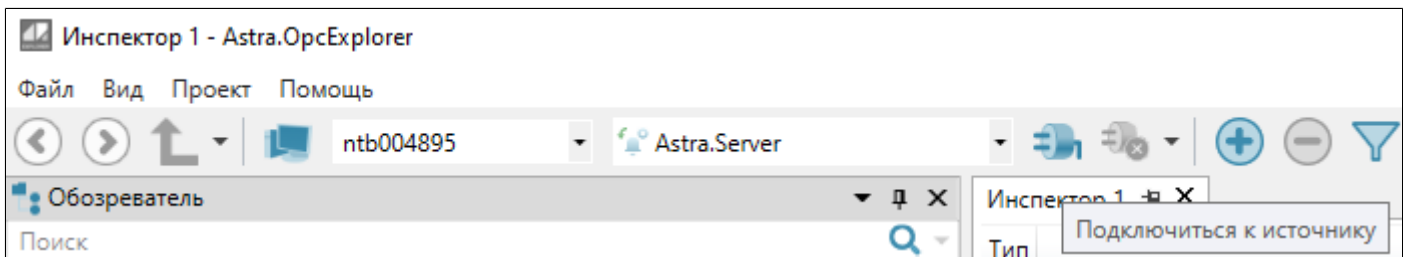 Инспектор 1 - Astra.OpcExplorer
Файл Вид Проект Помощь
ntb004895 Astra.Server
Обозреватель Инспектор 1
Подключиться к источнику
Поиск Тип